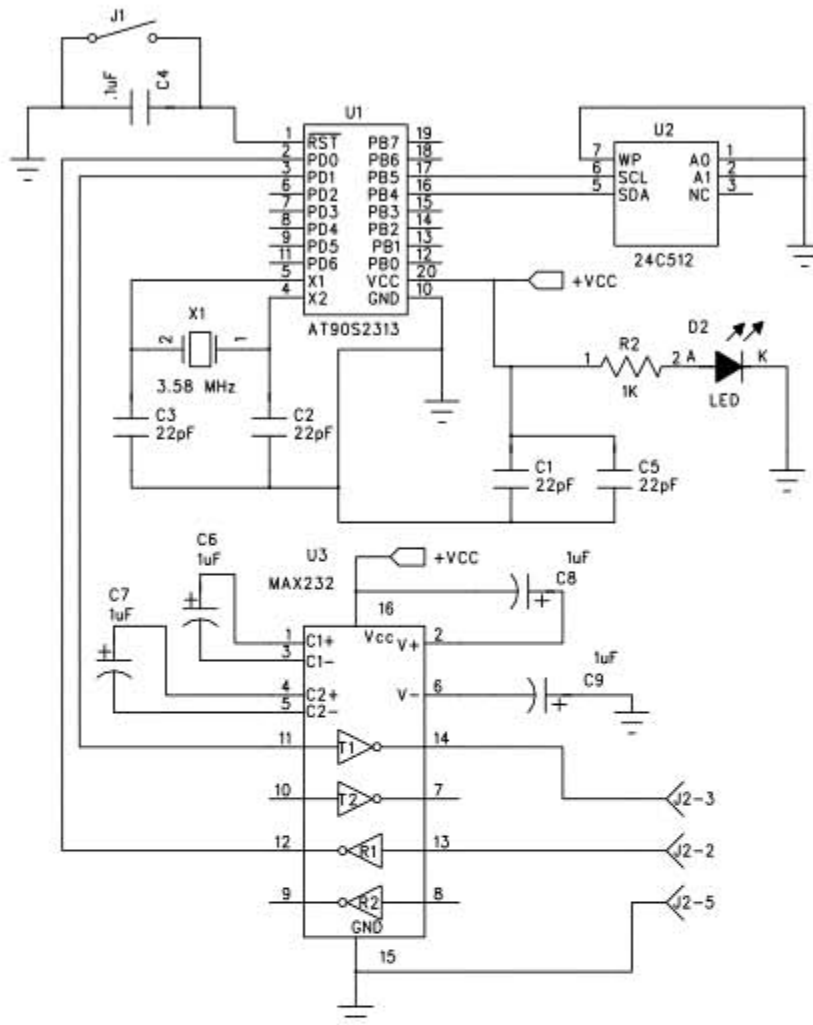 J1
.1uF
C4
U1
1 RST PB7 19
2 PD0 PB6 18
3 PD1 PB5 17
6 PD2 PB4 16
7 PD3 PB3 15
8 PD4 PB2 14
9 PD5 PB1 13
11 PD6 PB0 12
5 X1 VCC 20
4 X2 GND 10
AT90S2313
U2
7 WP A0 1
6 SCL A1 2
5 SDA NC 3
24C512
+VCC
X1
2 1
3.58 MHz
C3
22pF
C2
22pF
R2
1 2
1K
D2
A K
LED
C1
22pF
C5
22pF
C6
1uF
C7
1uF
U3
MAX232
+VCC
1uF
C8
16
Vcc
1 C1+ V+ 2
3 C1-
4 C2+ V- 6
5 C2-
1uF
C9
11 T1 14
10 T2 7
12 R1 13
9 R2 8
GND
15
J2-3
J2-2
J2-5
+
+
+
+